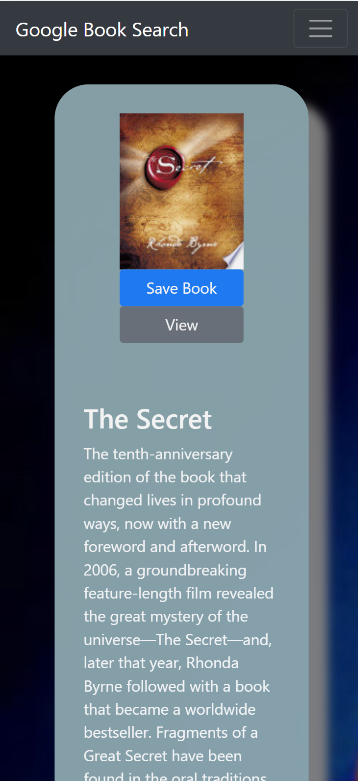 Google Book Search
The Secret
Rhonda Byrne
Save Book
View
The Secret
The tenth-anniversary
edition of the book that
changed lives in profound
ways, now with a new
foreword and afterword. In
2006, a groundbreaking
feature-length film revealed
the great mystery of the
universe—The Secret—and,
later that year, Rhonda
Byrne followed with a book
that became a worldwide
bestseller. Fragments of a
Great Secret have been
found in the oral traditions,